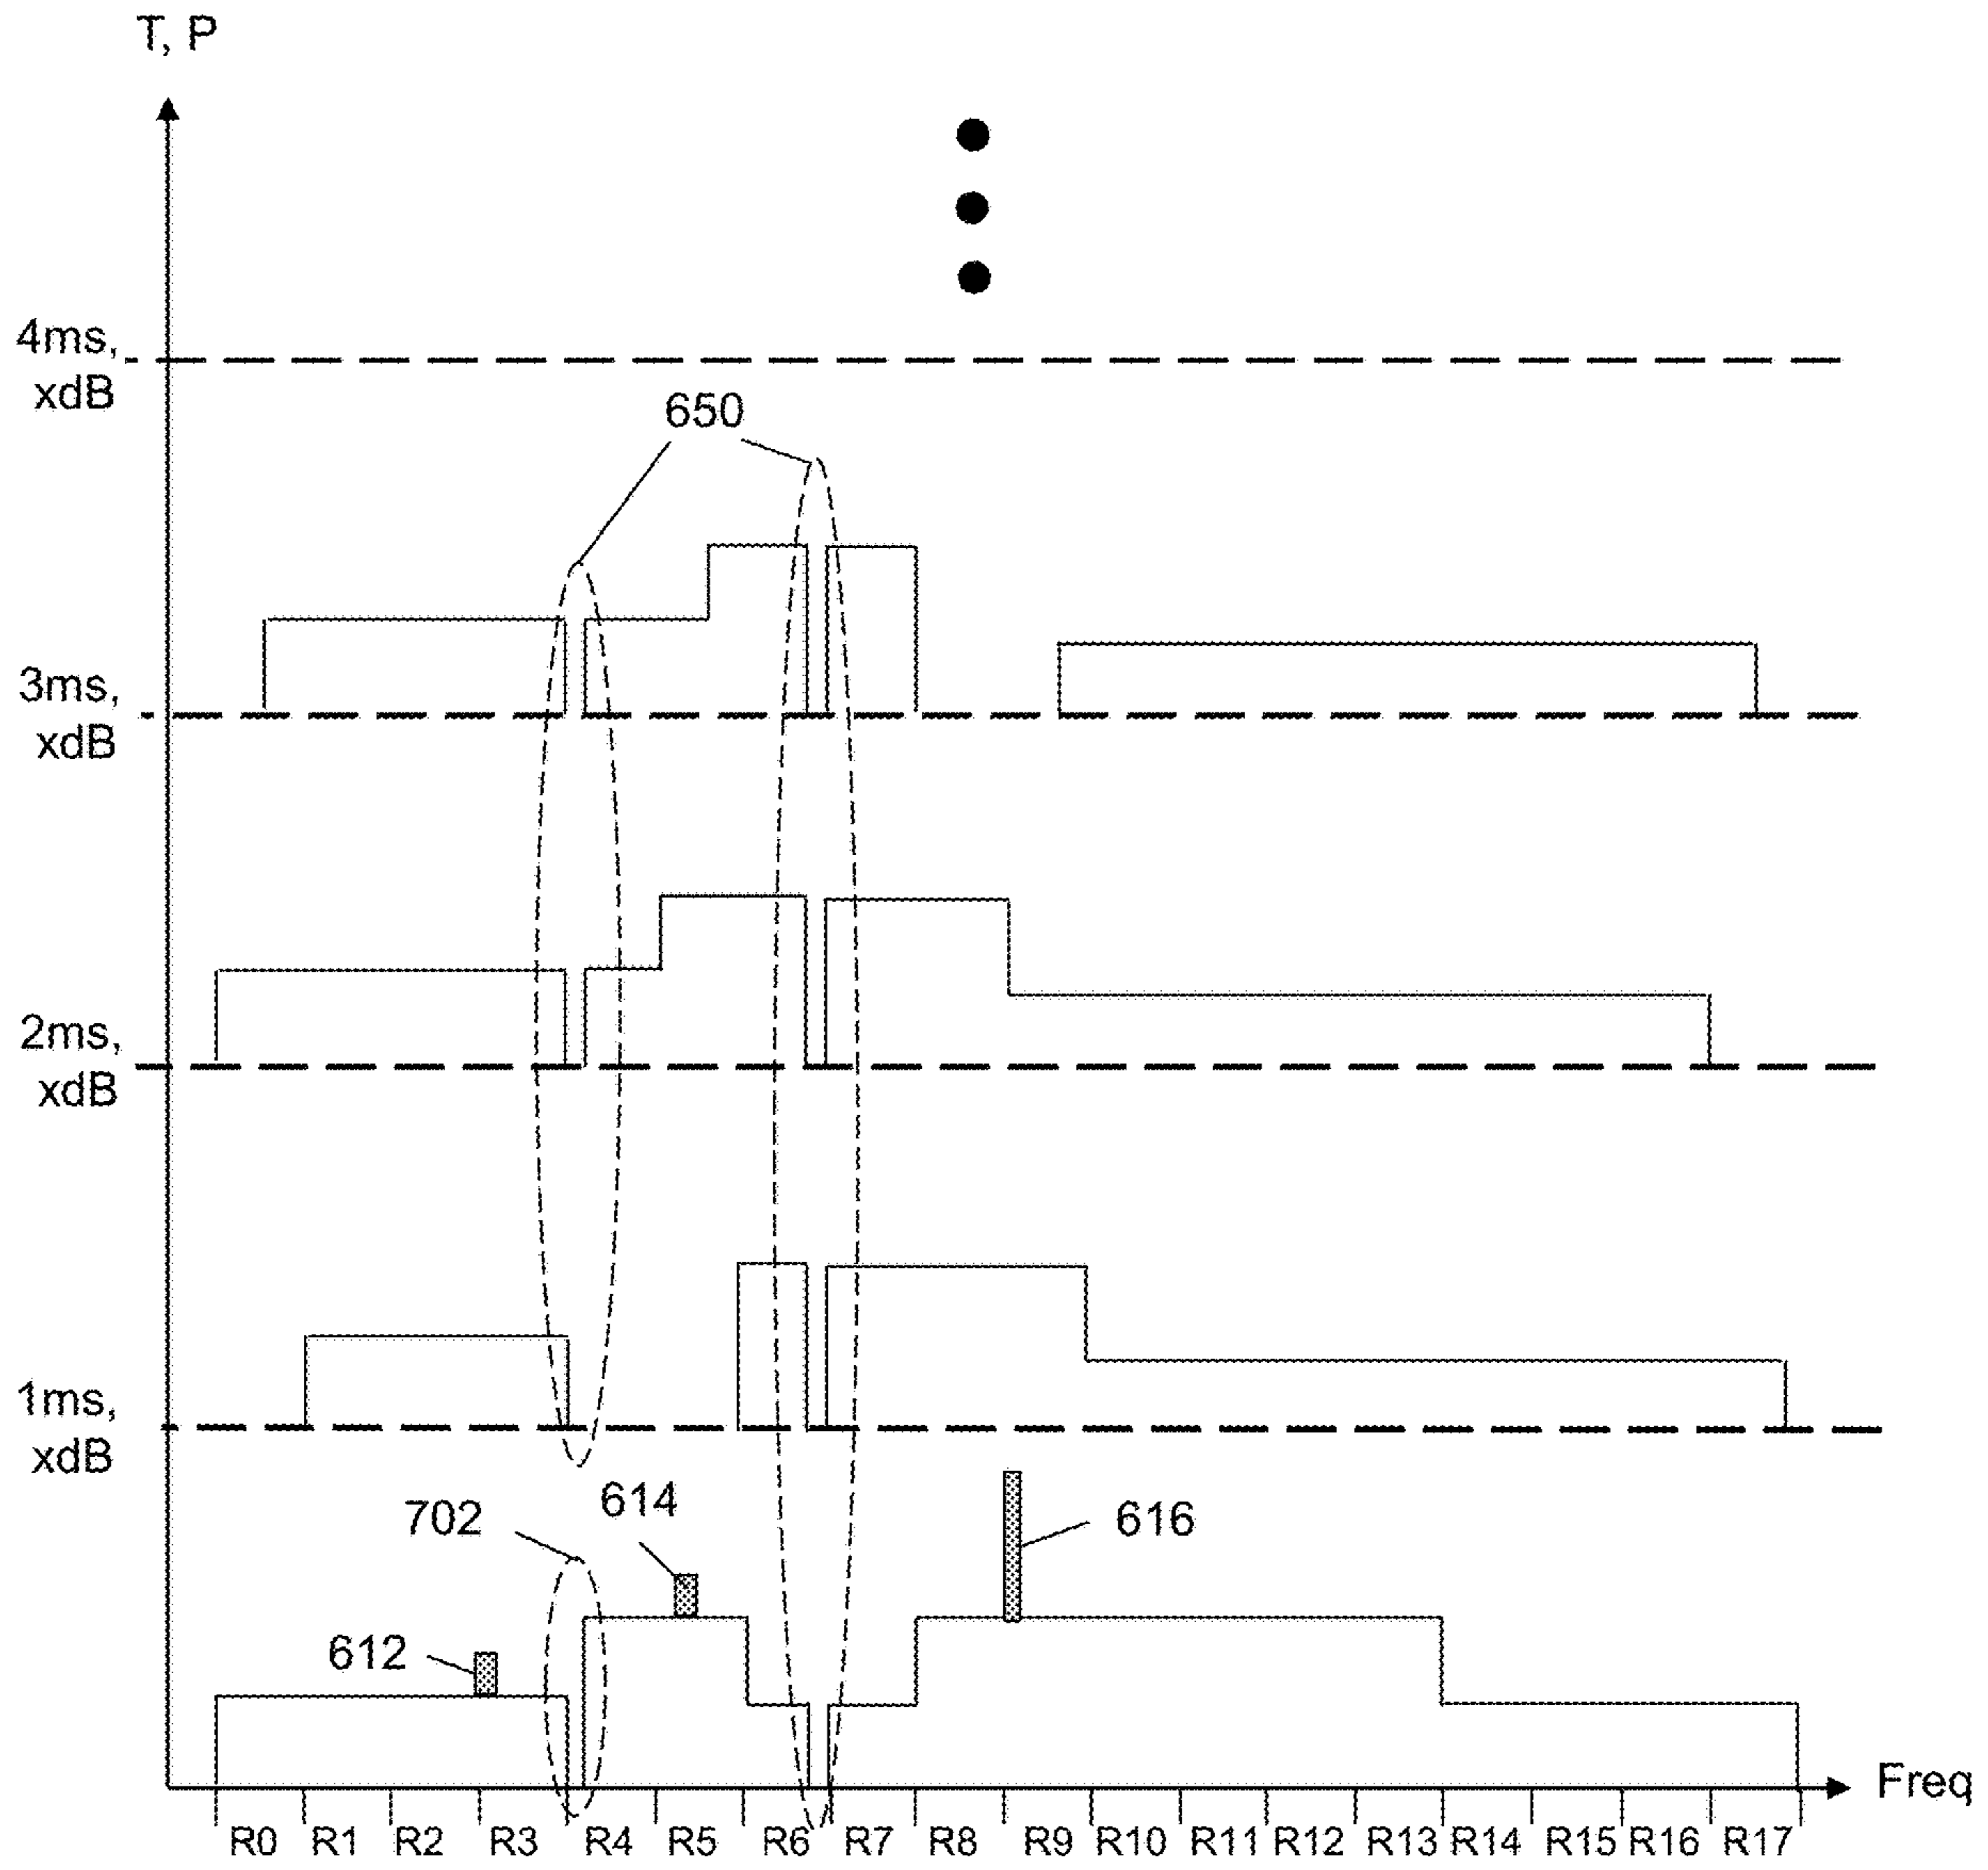 T, P
4ms,
xdB
650
3ms,
xdB
2ms,
xdB
1ms,
xdB
702
614
616
612
Freq
R0 R1 R2 R3 R4 R5 R6 R7 R8 R9 R10 R11 R12 R13 R14 R15 R16 R17